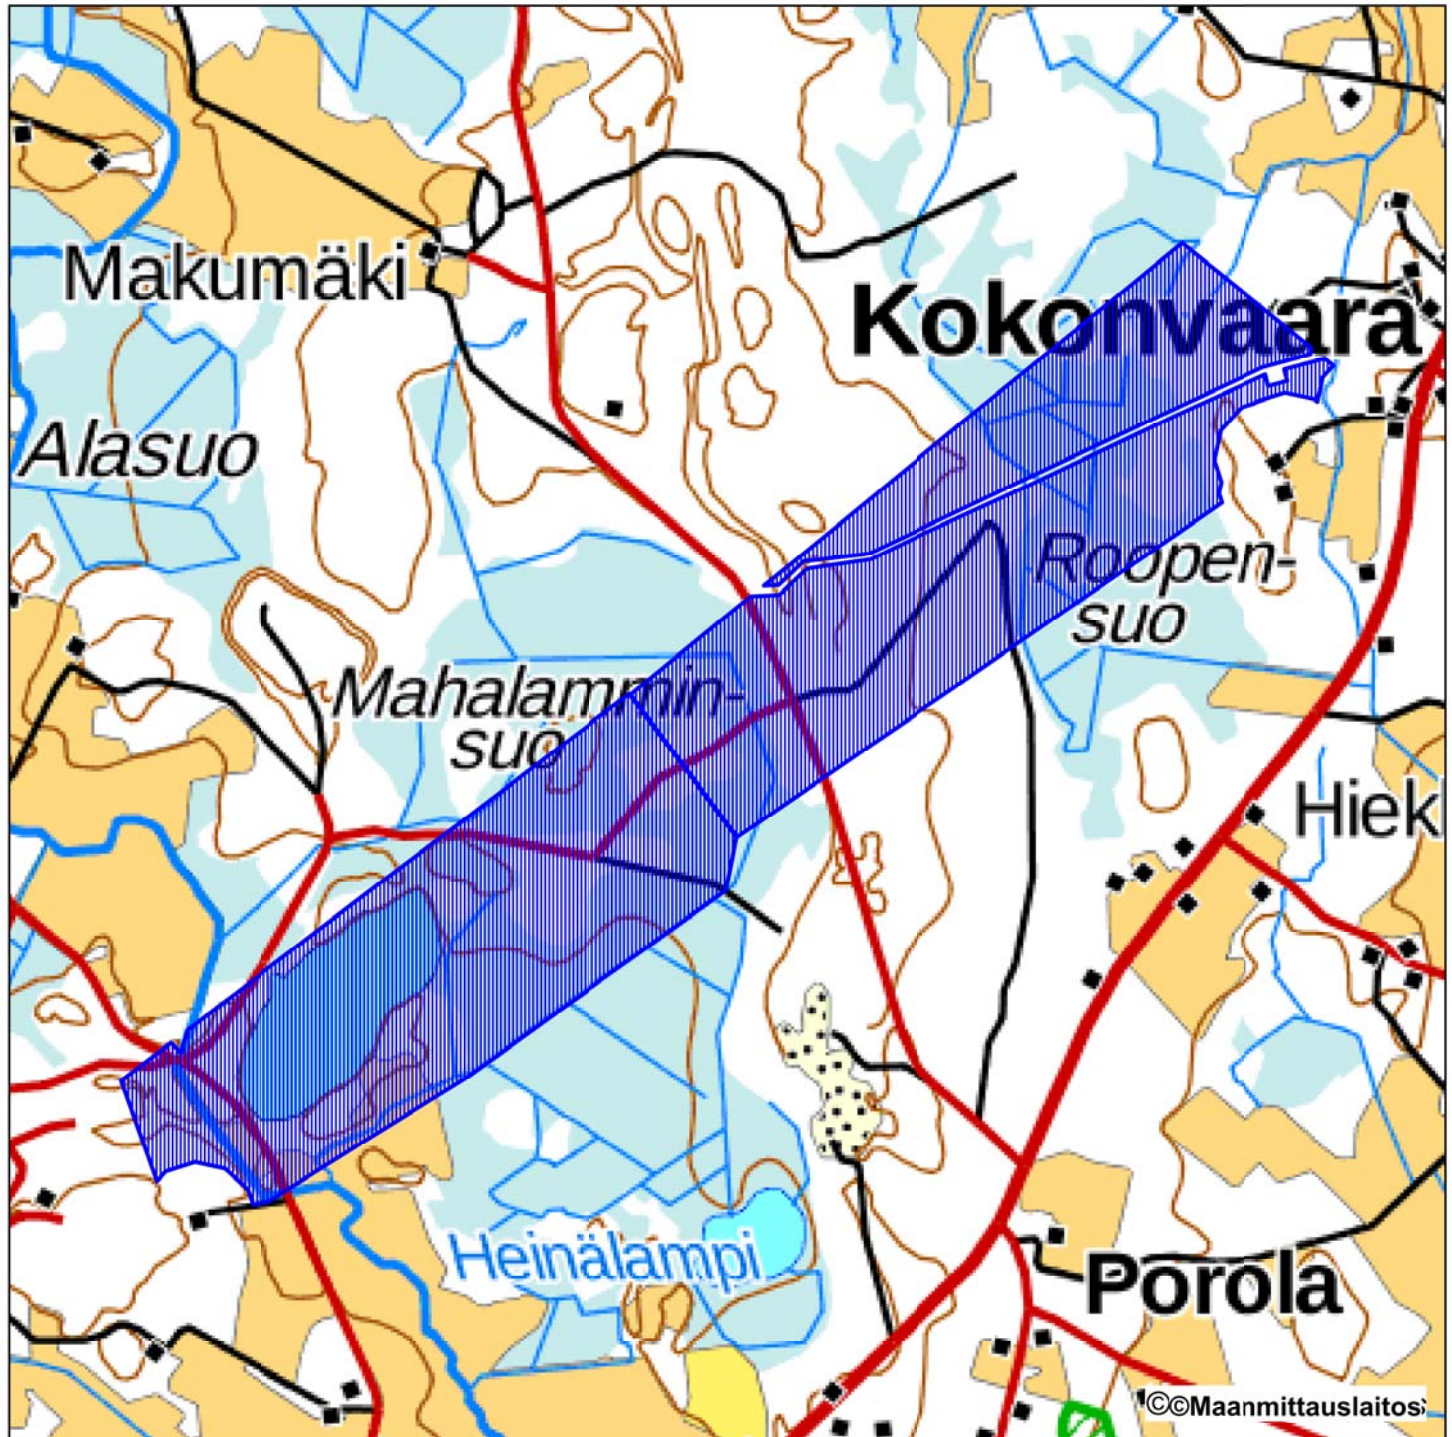 Makumäki
Kokonvaara
Alasuo
Roopen-
suo
Mahalammin-
suo
Hiek
Heinälampi
Porola
©©Maanmittauslaitos